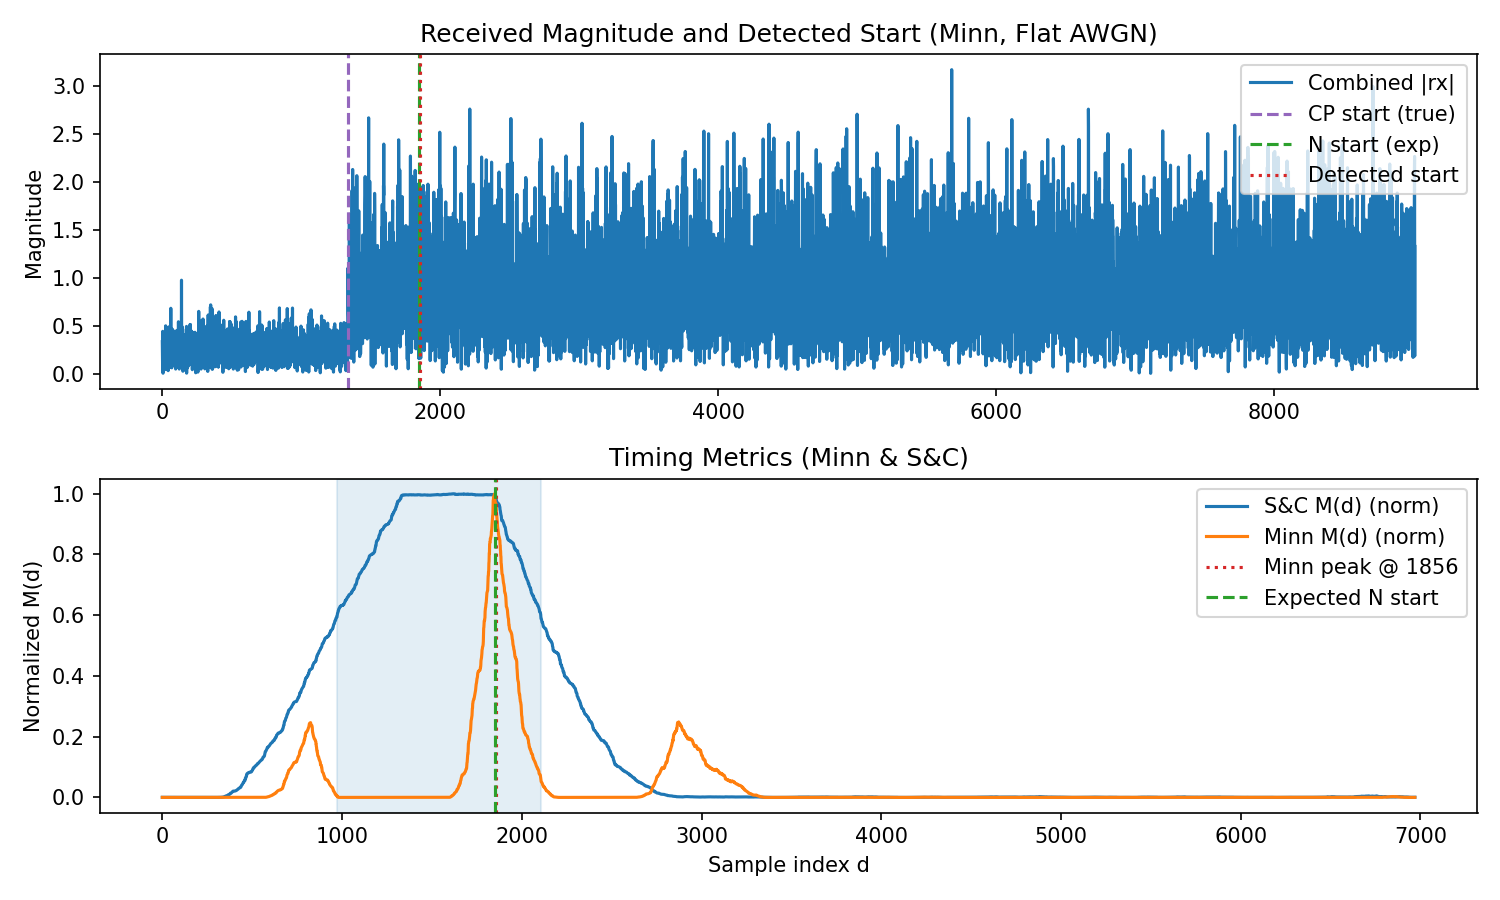 Received Magnitude and Detected Start (Minn, Flat AWGN)
Magnitude
3.0
2.5
2.0
1.5
1.0
0.5
0.0
Combined |rx|
CP start (true)
N start (exp)
Detected start
0 2000 4000 6000 8000
Timing Metrics (Minn & S&C)
Normalized M(d)
1.0
0.8
0.6
0.4
0.2
0.0
S&C M(d) (norm)
Minn M(d) (norm)
Minn peak @ 1856
Expected N start
0 1000 2000 3000 4000 5000 6000 7000
Sample index d